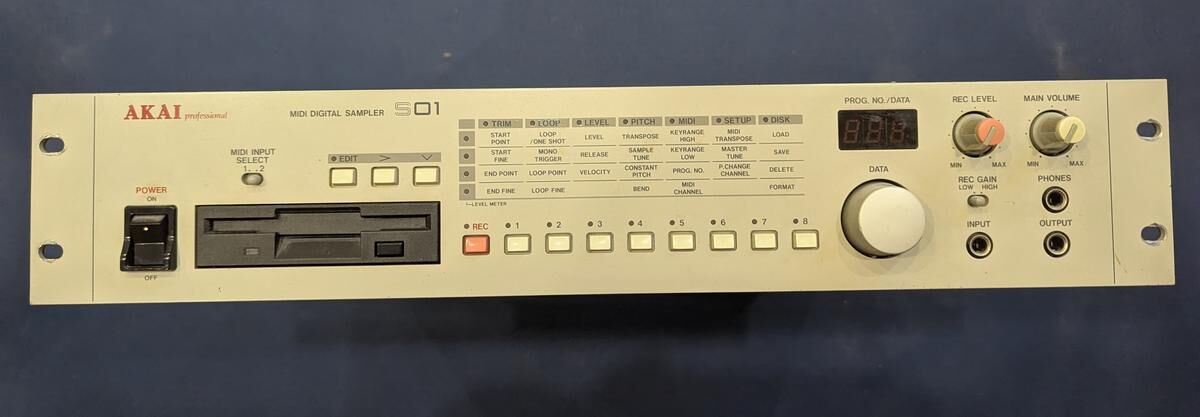 AKAI professional
MIDI DIGITAL SAMPLER S01
MIDI INPUT
SELECT
1 . . 2
POWER
ON
OFF
EDIT > ∨
TRIM LOOP LEVEL PITCH MIDI SETUP DISK
START POINT LOOP /ONE SHOT LEVEL TRANSPOSE KEYRANGE HIGH MIDI TRANSPOSE LOAD
START FINE MONO TRIGGER RELEASE SAMPLE TUNE KEYRANGE LOW MASTER TUNE SAVE
END POINT LOOP POINT VELOCITY CONSTANT PITCH PROG. NO. P.CHANGE CHANNEL DELETE
END FINE LOOP FINE BEND MIDI CHANNEL FORMAT
LEVEL METER
REC 1 2 3 4 5 6 7 8
PROG. NO./DATA
DATA
REC LEVEL
MIN MAX
MAIN VOLUME
MIN MAX
REC GAIN
LOW HIGH
PHONES
INPUT
OUTPUT